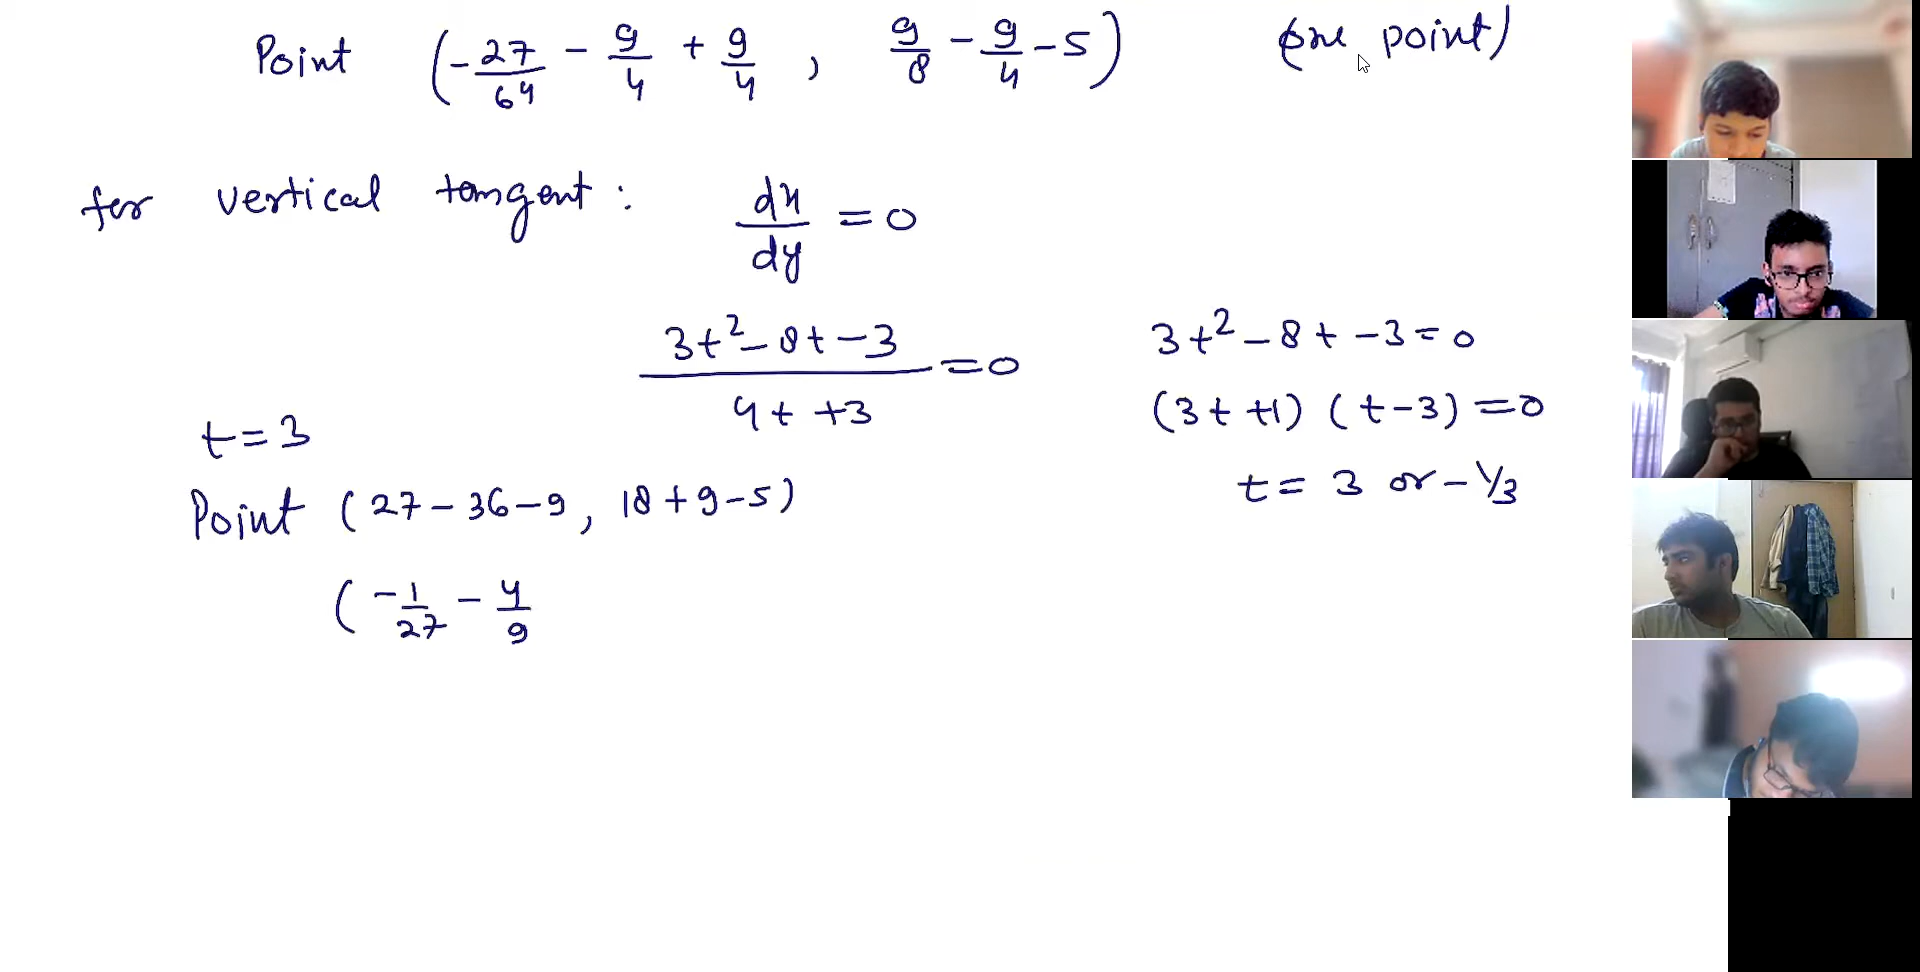 Point (-27/64 - 9/4 + 9/4 , 9/8 - 9/4 - 5) (one point)
for vertical tangent : dx/dy = 0
(3t² - 8t - 3)/(4t + 3) = 0
3t² - 8t - 3 = 0
(3t + 1) (t - 3) = 0
t = 3 or - 1/3
t = 3
Point (27 - 36 - 9, 18 + 9 - 5)
(-1/27 - 4/9